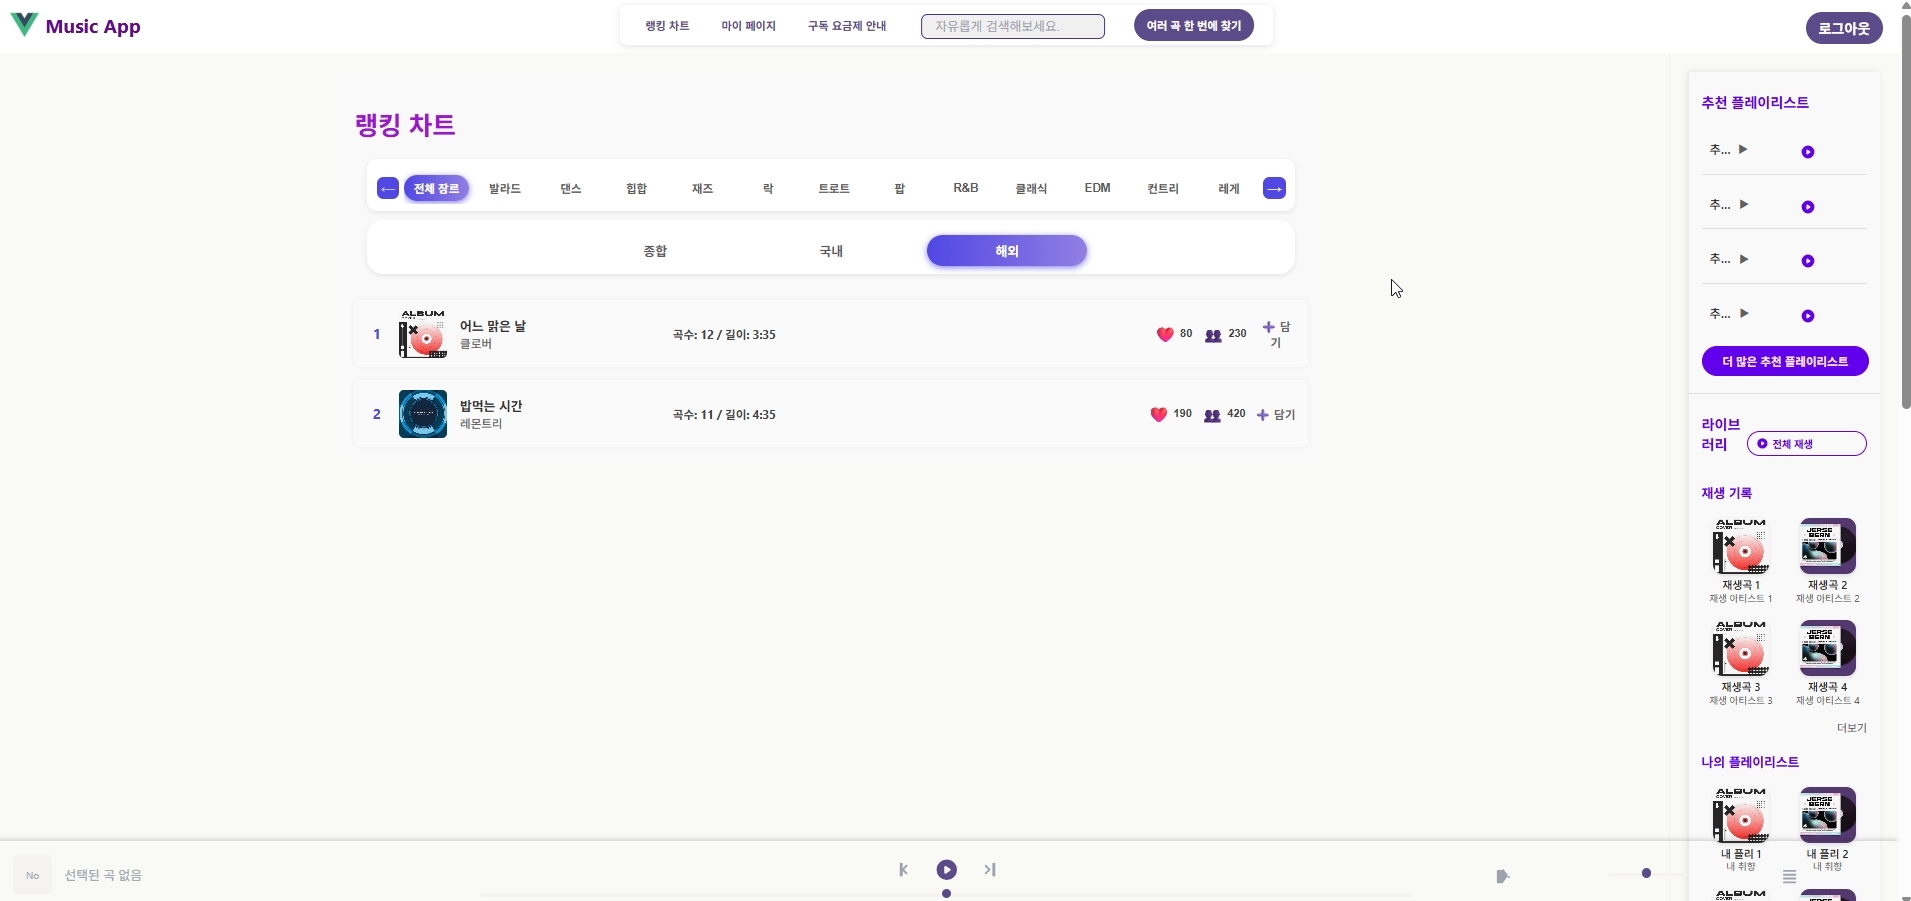 Music App
랭킹 차트
마이 페이지
구독 요금제 안내
자유롭게 검색해보세요.
여러 곡 한 번에 찾기
로그아웃
랭킹 차트
← 전체 장르 발라드 댄스 힙합 재즈 락 트로트 팝 R&B 클래식 EDM 컨트리 레게 →
종합 국내 해외
1
ALBUM
어느 맑은 날
클로버
곡수: 12 / 길이: 3:35
80
230
담
기
2
밥먹는 시간
레몬트리
곡수: 11 / 길이: 4:35
190
420
담기
추천 플레이리스트
추...
추...
추...
추...
더 많은 추천 플레이리스트
라이브
러리
전체 재생
재생 기록
ALBUM
JERSE
BERN
재생곡 1
재생 아티스트 1
재생곡 2
재생 아티스트 2
ALBUM
JERSE
BERN
재생곡 3
재생 아티스트 3
재생곡 4
재생 아티스트 4
더보기
나의 플레이리스트
ALBUM
JERSE
BERN
내 플리 1
내 취향
내 플리 2
내 취향
ALBUM
No
선택된 곡 없음